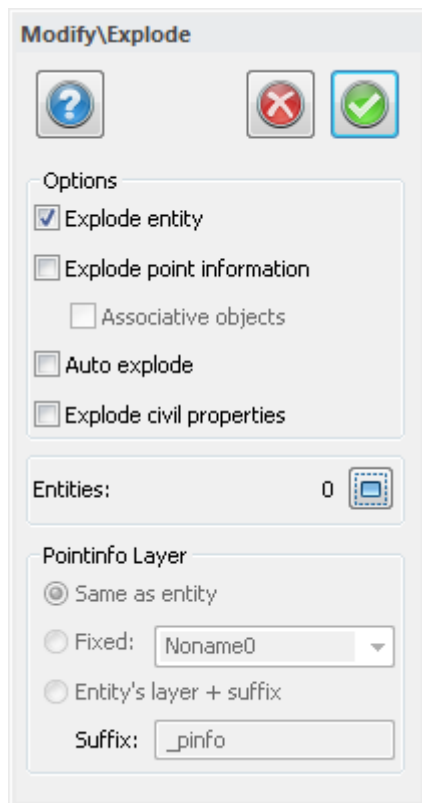 Modify\Explode
?
Options
Explode entity
Explode point information
Associative objects
Auto explode
Explode civil properties
Entities: 0
Pointinfo Layer
Same as entity
Fixed: Noname0
Entity's layer + suffix
Suffix: _pinfo